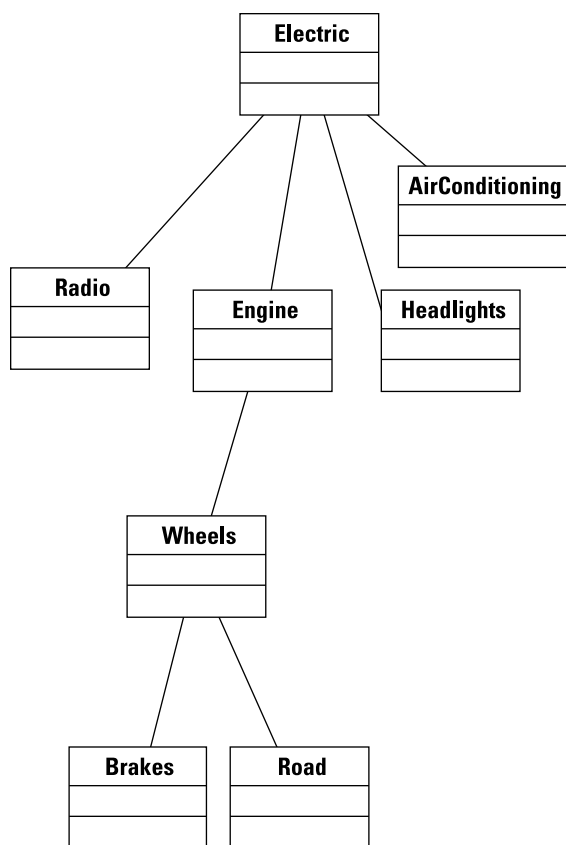 Electric
AirConditioning
Radio
Engine
Headlights
Wheels
Brakes
Road